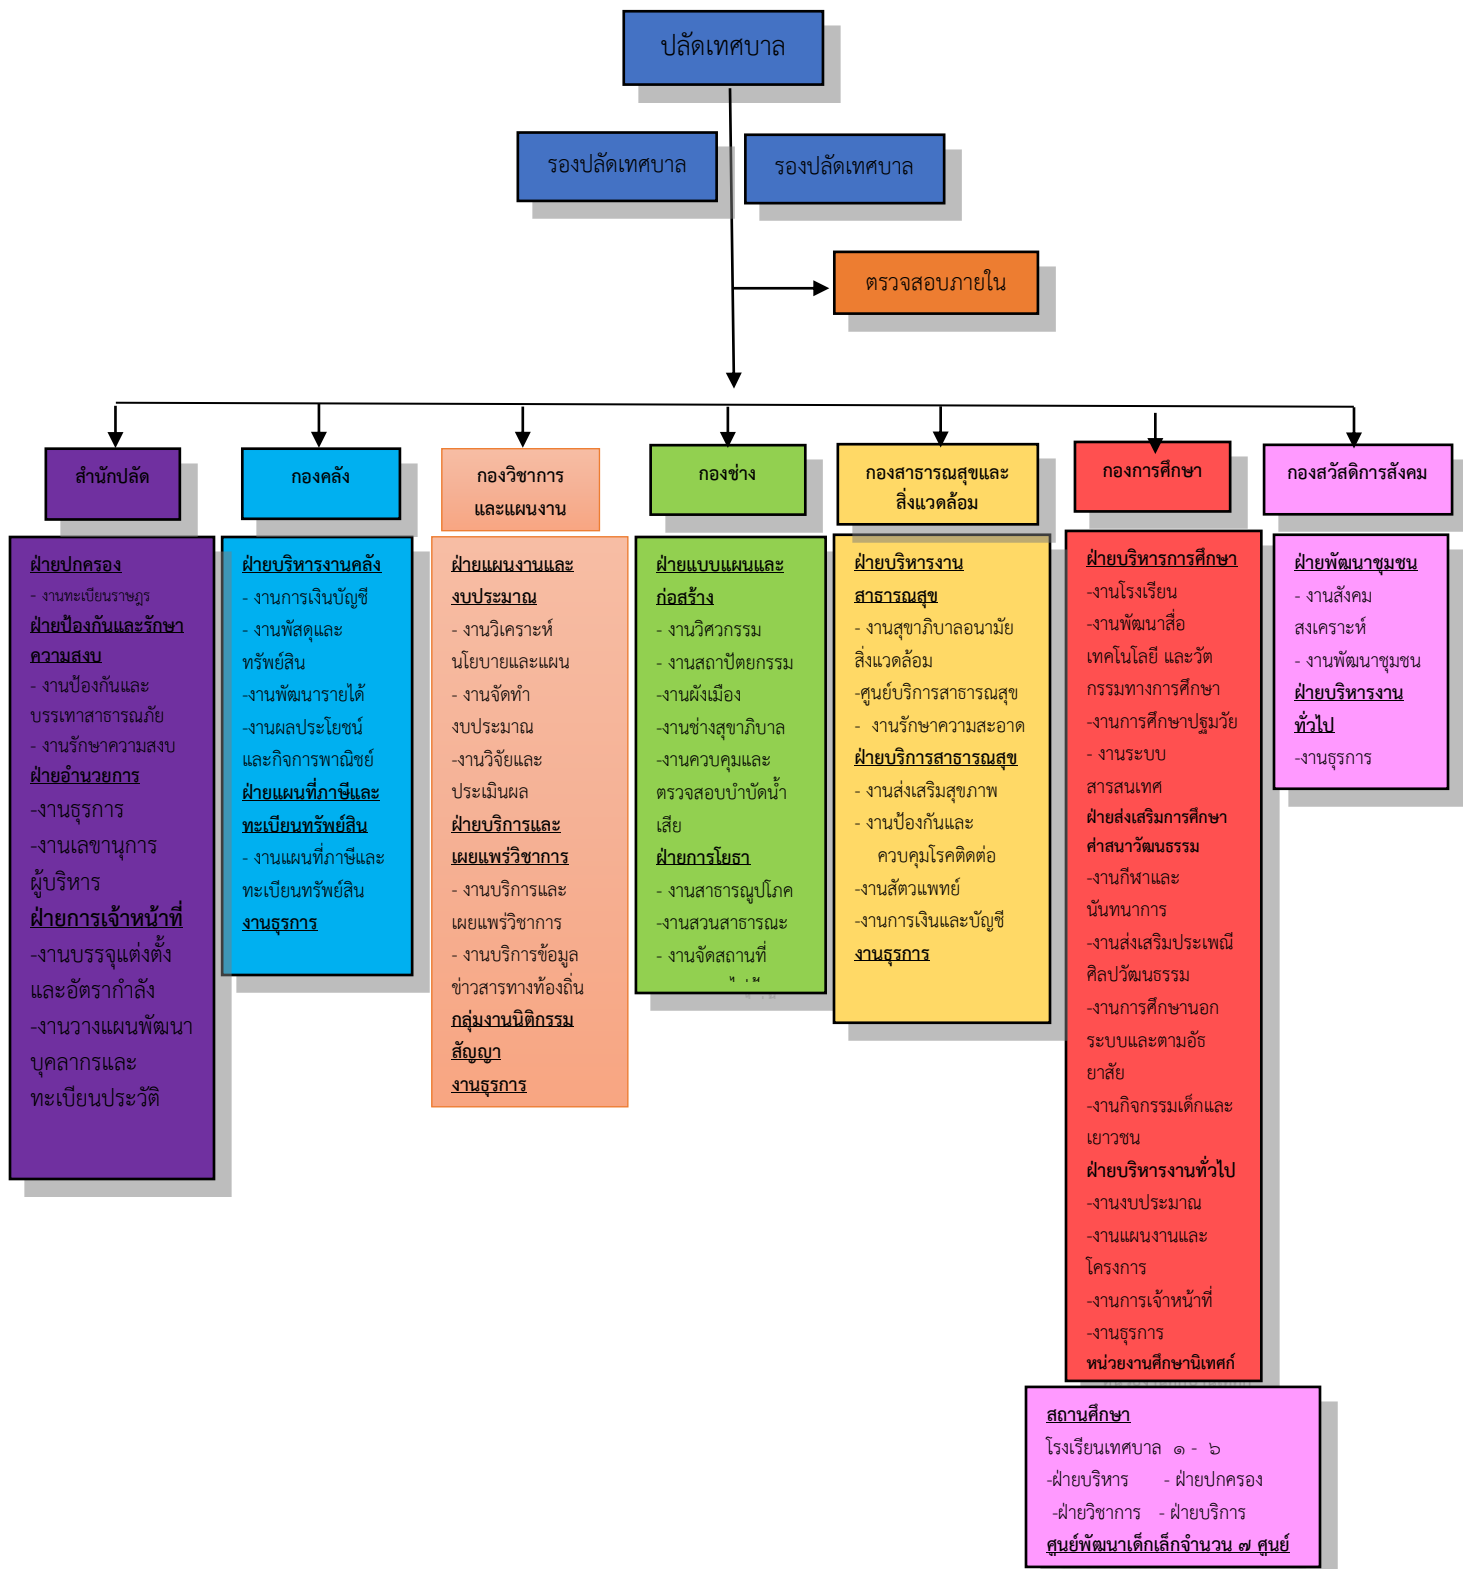 ปลัดเทศบาล
รองปลัดเทศบาล
รองปลัดเทศบาล
ตรวจสอบภายใน
สำนักปลัด
ฝ่ายปกครอง
- งานทะเบียนราษฎร
ฝ่ายป้องกันและรักษา
ความสงบ
- งานป้องกันและ
บรรเทาสาธารณภัย
- งานรักษาความสงบ
ฝ่ายอำนวยการ
-งานธุรการ
-งานเลขานุการ
ผู้บริหาร
ฝ่ายการเจ้าหน้าที่
-งานบรรจุแต่งตั้ง
และอัตรากำลัง
-งานวางแผนพัฒนา
บุคลากรและ
ทะเบียนประวัติ
กองคลัง
ฝ่ายบริหารงานคลัง
- งานการเงินบัญชี
- งานพัสดุและ
ทรัพย์สิน
-งานพัฒนารายได้
-งานผลประโยชน์
และกิจการพาณิชย์
ฝ่ายแผนที่ภาษีและ
ทะเบียนทรัพย์สิน
- งานแผนที่ภาษีและ
ทะเบียนทรัพย์สิน
งานธุรการ
กองวิชาการ
และแผนงาน
ฝ่ายแผนงานและ
งบประมาณ
- งานวิเคราะห์
นโยบายและแผน
- งานจัดทำ
งบประมาณ
-งานวิจัยและ
ประเมินผล
ฝ่ายบริการและ
เผยแพร่วิชาการ
- งานบริการและ
เผยแพร่วิชาการ
- งานบริการข้อมูล
ข่าวสารทางท้องถิ่น
กลุ่มงานนิติกรรม
สัญญา
งานธุรการ
กองช่าง
ฝ่ายแบบแผนและ
ก่อสร้าง
- งานวิศวกรรม
- งานสถาปัตยกรรม
-งานผังเมือง
-งานช่างสุขาภิบาล
-งานควบคุมและ
ตรวจสอบบำบัดน้ำ
เสีย
ฝ่ายการโยธา
- งานสาธารณูปโภค
-งานสวนสาธารณะ
- งานจัดสถานที่
กองสาธารณสุขและ
สิ่งแวดล้อม
ฝ่ายบริหารงาน
สาธารณสุข
- งานสุขาภิบาลอนามัย
สิ่งแวดล้อม
-ศูนย์บริการสาธารณสุข
- งานรักษาความสะอาด
ฝ่ายบริการสาธารณสุข
- งานส่งเสริมสุขภาพ
- งานป้องกันและ
ควบคุมโรคติดต่อ
-งานสัตวแพทย์
-งานการเงินและบัญชี
งานธุรการ
กองการศึกษา
ฝ่ายบริหารการศึกษา
-งานโรงเรียน
-งานพัฒนาสื่อ
เทคโนโลยี และวัต
กรรมทางการศึกษา
-งานการศึกษาปฐมวัย
- งานระบบ
สารสนเทศ
ฝ่ายส่งเสริมการศึกษา
ศาสนาวัฒนธรรม
-งานกีฬาและ
นันทนาการ
-งานส่งเสริมประเพณี
ศิลปวัฒนธรรม
-งานการศึกษานอก
ระบบและตามอัธ
ยาสัย
-งานกิจกรรมเด็กและ
เยาวชน
ฝ่ายบริหารงานทั่วไป
-งานงบประมาณ
-งานแผนงานและ
โครงการ
-งานการเจ้าหน้าที่
-งานธุรการ
หน่วยงานศึกษานิเทศก์
กองสวัสดิการสังคม
ฝ่ายพัฒนาชุมชน
- งานสังคม
สงเคราะห์
- งานพัฒนาชุมชน
ฝ่ายบริหารงาน
ทั่วไป
-งานธุรการ
สถานศึกษา
โรงเรียนเทศบาล ๑ - ๖
-ฝ่ายบริหาร - ฝ่ายปกครอง
-ฝ่ายวิชาการ - ฝ่ายบริการ
ศูนย์พัฒนาเด็กเล็กจำนวน ๗ ศูนย์